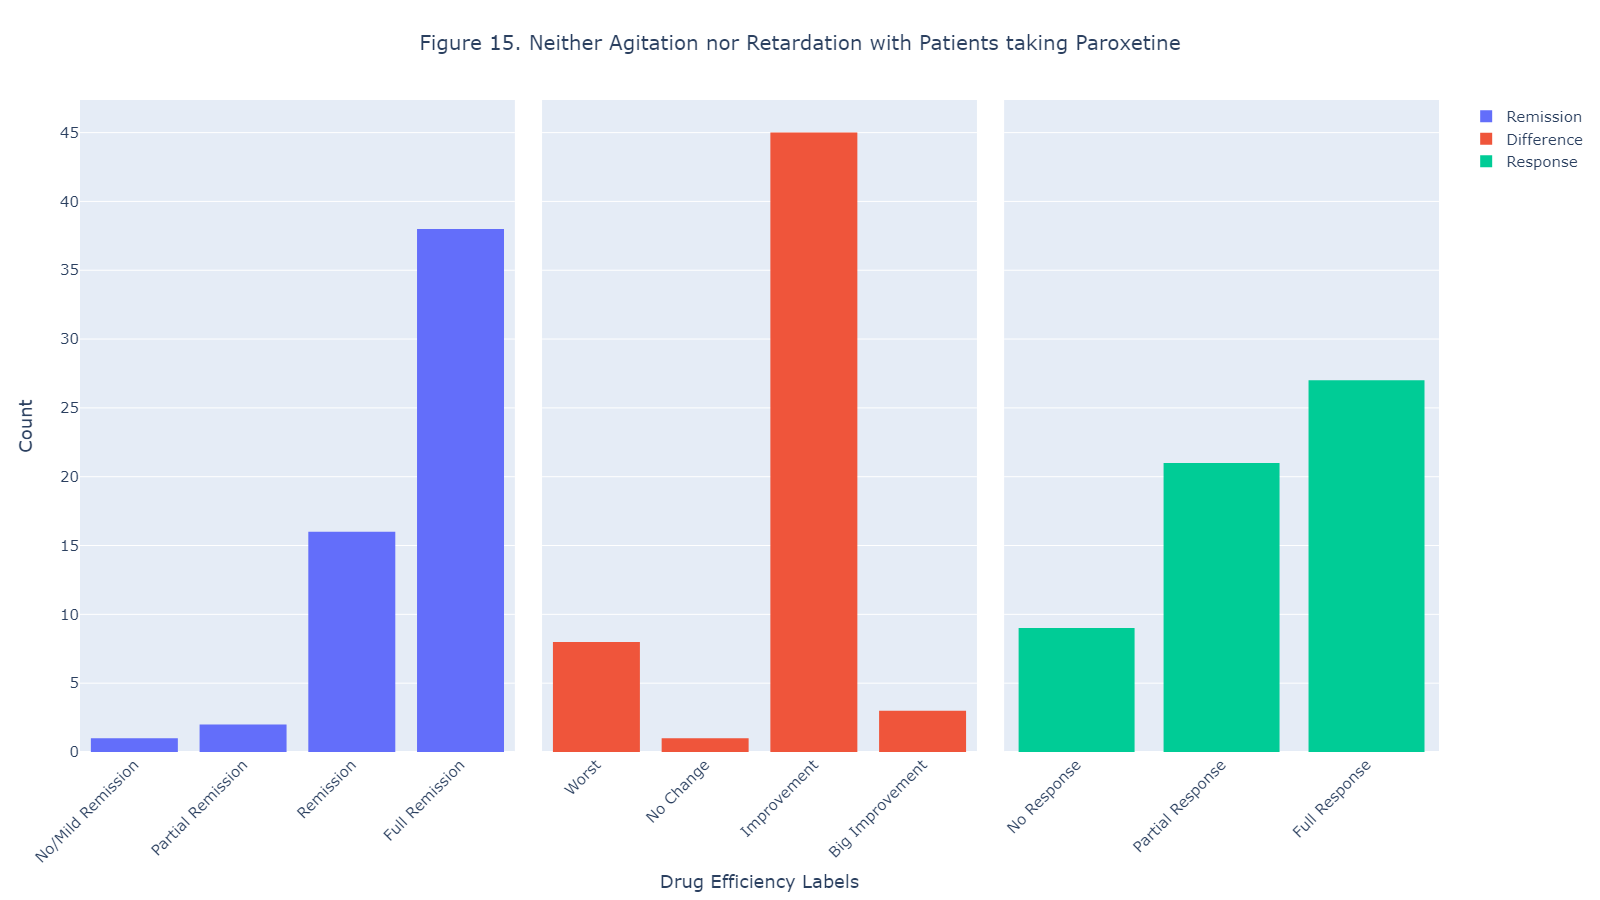 Figure 15. Neither Agitation nor Retardation with Patients taking Paroxetine
Remission
Difference
Response
Count
45
40
35
30
25
20
15
10
5
0
No/Mild Remission
Partial Remission
Remission
Full Remission
Worst
No Change
Improvement
Big Improvement
No Response
Partial Response
Full Response
Drug Efficiency Labels